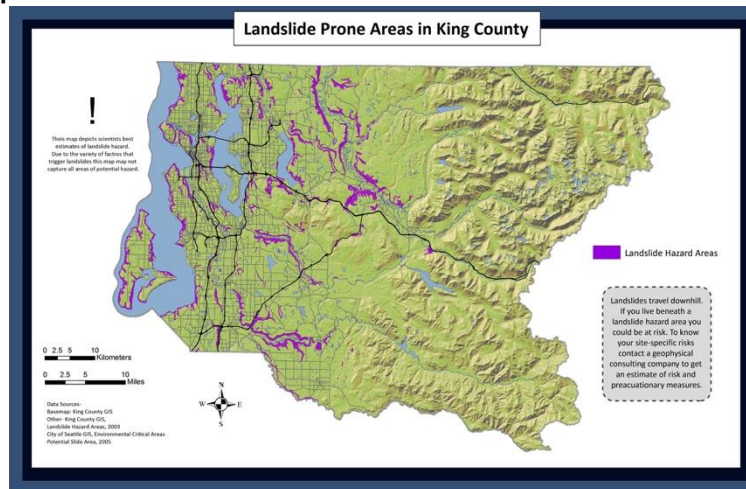 Landslide Prone Areas in King County
!
Theis map depicts scientists best
estimates of landslide hazard.
Due to the variety of factros that
trigger landslides this map may not
capture all areas of potential hazard.
Landslide Hazard Areas
Landslides travel downhill.
If you live beneath a
landslide hazard area you
could be at risk. To know
your site-specific risks
contact a geophysical
consulting company to get
an estimate of risk and
preacuationary measures.
0 2.5 5 10
Kilometers
0 2.5 5 10
Miles
N
W E
S
Data Sources-
Basemap: King County GIS
Other- King County GIS,
Landslide Hazard Areas, 2003
City of Seattle GIS, Environmental Critical Areas
Potential Slide Area, 2005